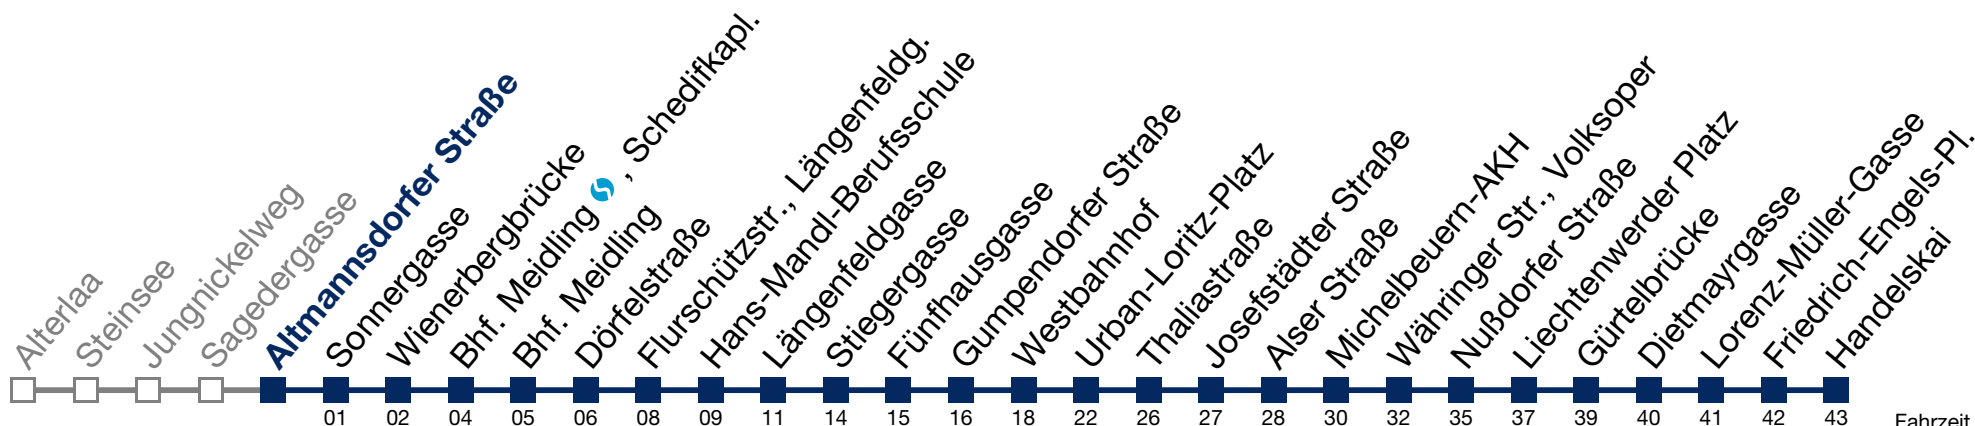 Alterlaa
Steinsee
Jungnickelweg
Sagedergasse
Altmannsdorfer Straße
Sonnergasse
Wienerbergbrücke
Bhf. Meidling , Schedifkapl.
Bhf. Meidling
Dörfelstraße
Flurschützstr., Längenfeldg.
Hans-Mandl-Berufsschule
Längenfeldgasse
Stiegergasse
Fünfhausgasse
Gumpendorfer Straße
Westbahnhof
Urban-Loritz-Platz
Thaliastraße
Josefstädter Straße
Alser Straße
Michelbeuern-AKH
Währinger Str., Volksoper
Nußdorfer Straße
Liechtenwerder Platz
Gürtelbrücke
Dietmayrgasse
Lorenz-Müller-Gasse
Friedrich-Engels-Pl.
Handelskai
01 02 04 05 06 08 09 11 14 15 16 18 22 26 27 28 30 32 35 37 39 40 41 42 43 Fahrzeit